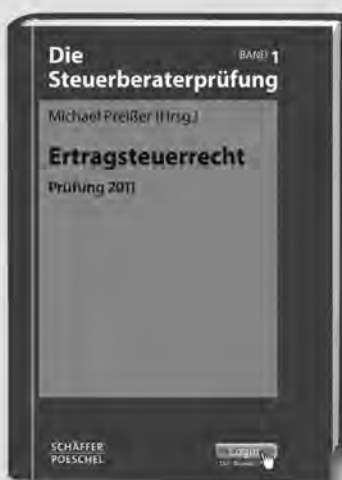 Die
BAND 1
Steuerberaterprüfung
Michael Preißer (Hrsg.)
Ertragsteuerrecht
Prüfung 2011
SCHÄFFER
POESCHEL
Login